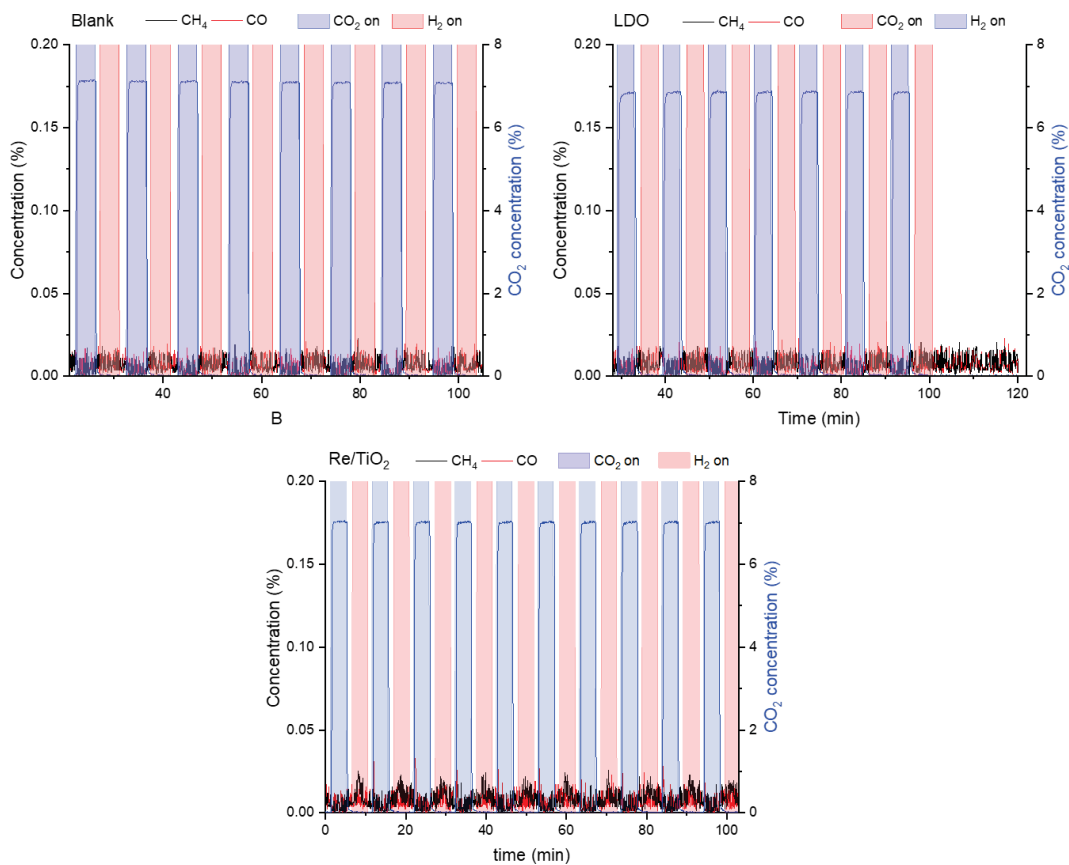 Blank CH₄ CO CO₂ on H₂ on
0.20
0.15
0.10
0.05
0.00
Concentration (%)
8
6
4
2
0
CO₂ concentration (%)
40 60 80 100
B
LDO CH₄ CO CO₂ on H₂ on
0.20
0.15
0.10
0.05
0.00
Concentration (%)
8
6
4
2
0
CO₂ concentration (%)
40 60 80 100 120
Time (min)
Re/TiO₂ CH₄ CO CO₂ on H₂ on
0.20
0.15
0.10
0.05
0.00
Concentration (%)
8
6
4
2
0
CO₂ concentration (%)
0 20 40 60 80 100
time (min)